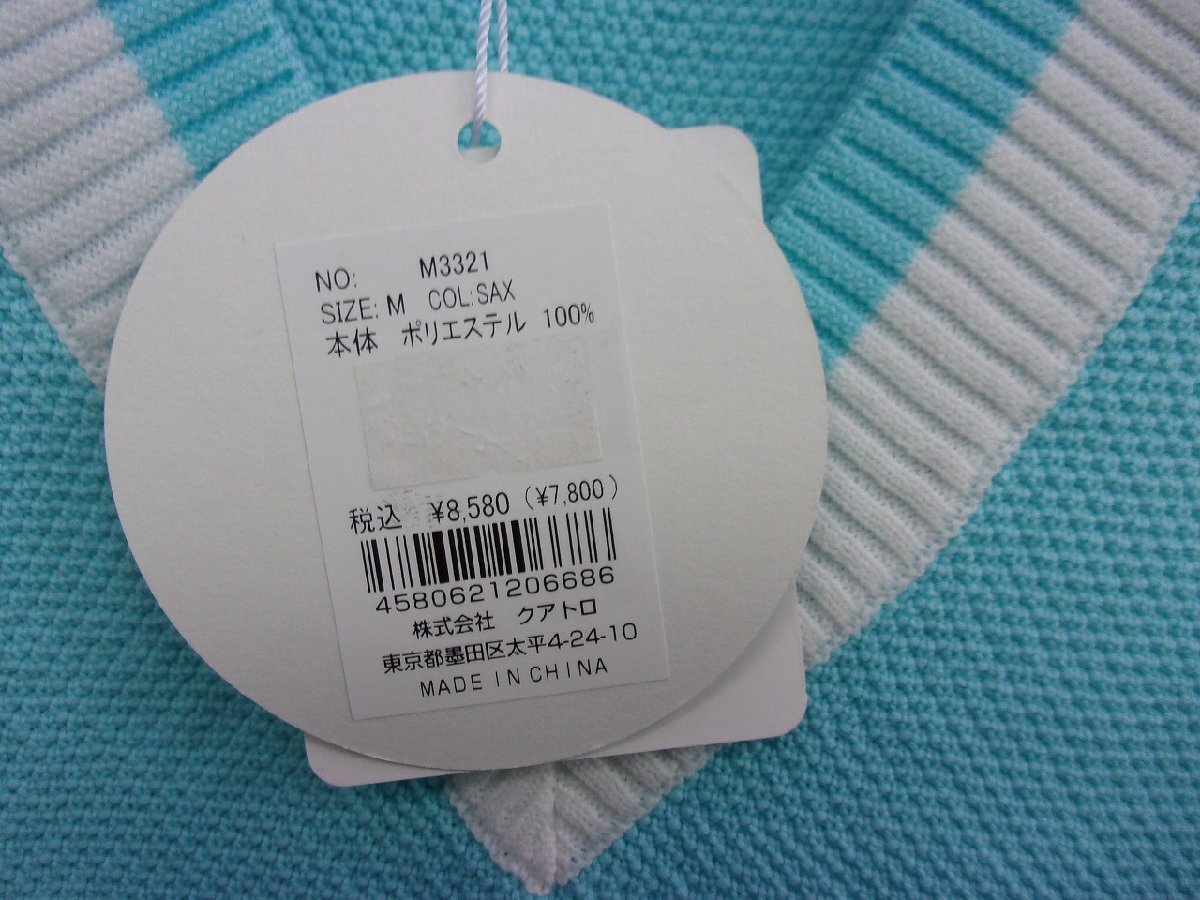 NO: M3321
SIZE: M COL:SAX
本体 ポリエステル 100%
税込 ¥8,580 (¥7,800)
4580621206686
株式会社 クアトロ
東京都墨田区太平4-24-10
MADE IN CHINA